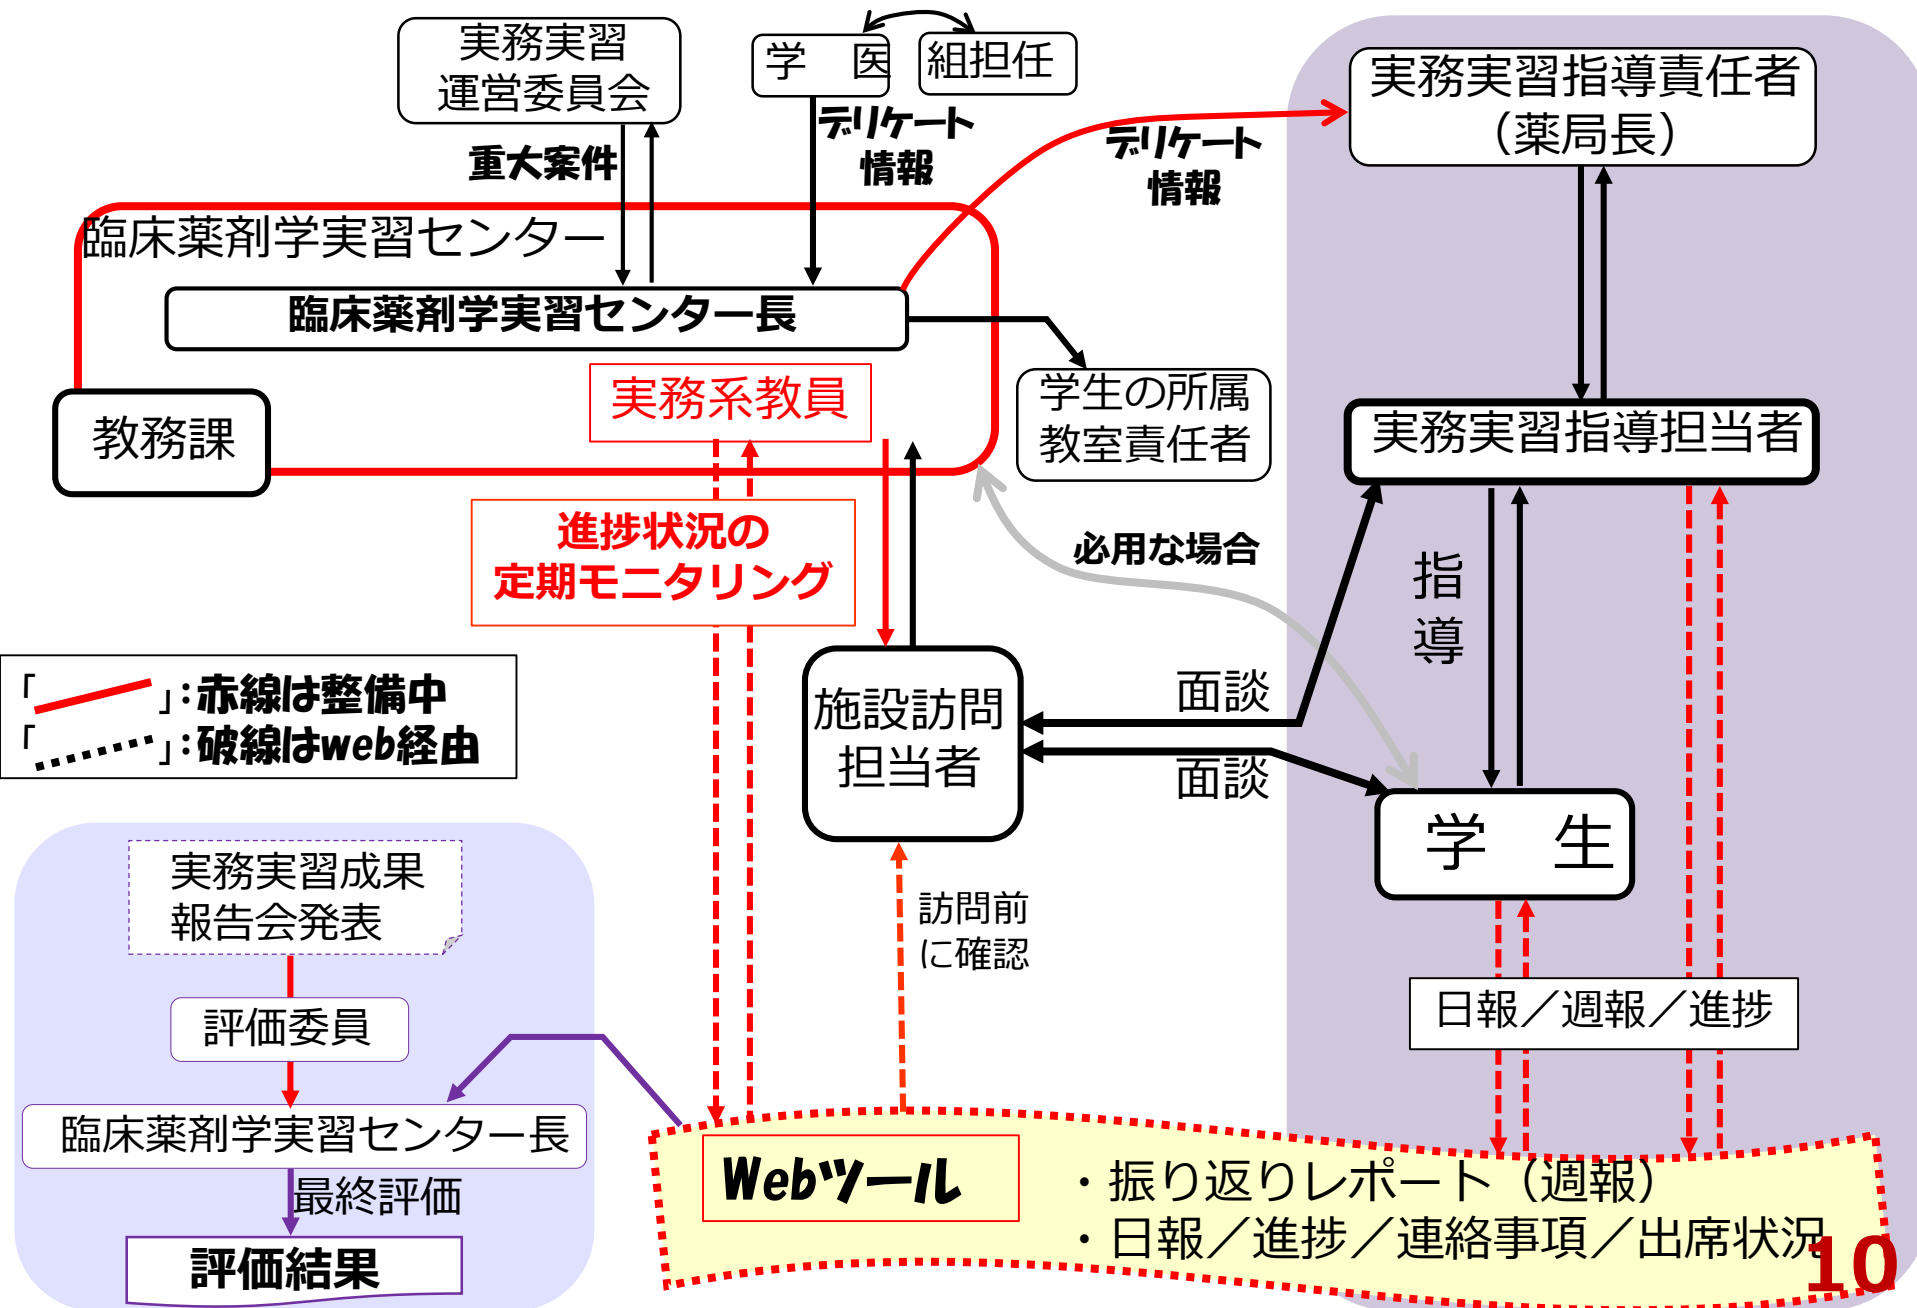 実務実習
運営委員会
学　医
組担任
実務実習指導責任者
（薬局長）
デリケート
情報
デリケート
情報
重大案件
臨床薬剤学実習センター
臨床薬剤学実習センター長
実務系教員
教務課
学生の所属
教室責任者
実務実習指導担当者
進捗状況の
定期モニタリング
必用な場合
指
導
「　　　」：赤線は整備中
「　　　」：破線はweb経由
施設訪問
担当者
面談
面談
学　生
実務実習成果
報告会発表
訪問前
に確認
評価委員
日報／週報／進捗
臨床薬剤学実習センター長
最終評価
評価結果
Webツール
・振り返りレポート（週報）
・日報／進捗／連絡事項／出席状況
10